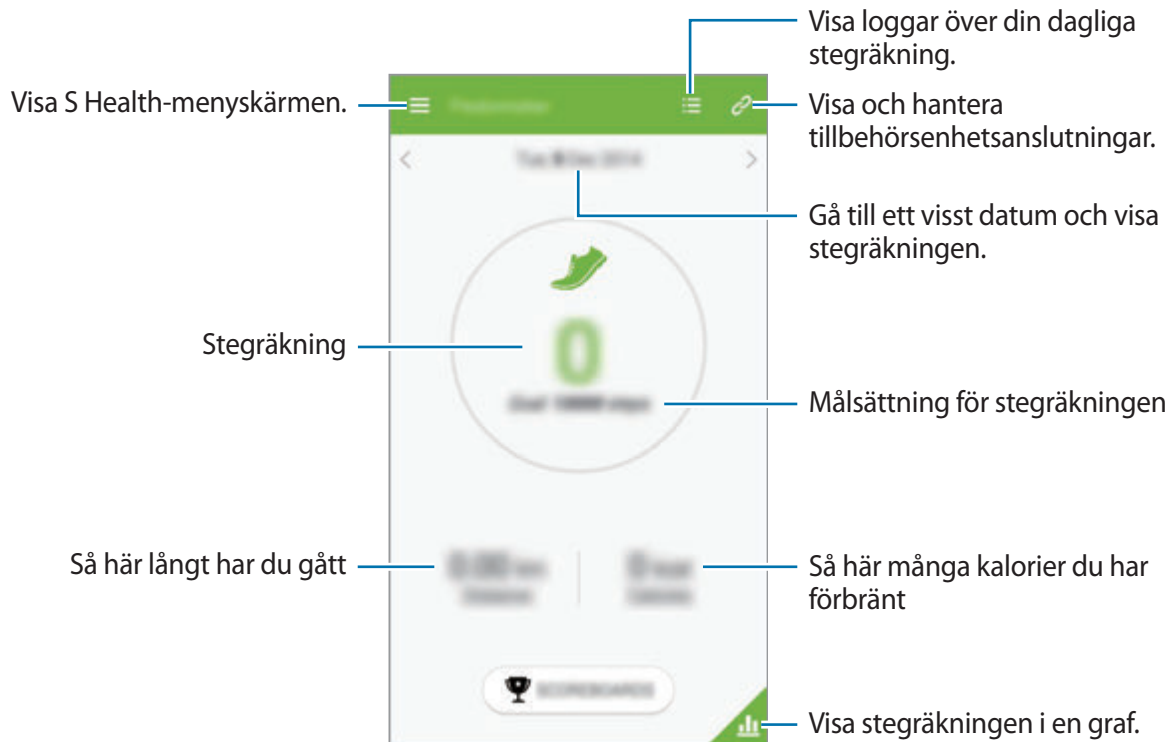 Visa loggar över din dagliga
stegräkning.
Visa S Health-menyskärmen.
Visa och hantera
tillbehörsenhetsanslutningar.
Gå till ett visst datum och visa
stegräkningen.
Stegräkning
0
Målsättning för stegräkningen
Så här långt har du gått
Så här många kalorier du har
förbränt
SCOREBOARDS
Visa stegräkningen i en graf.